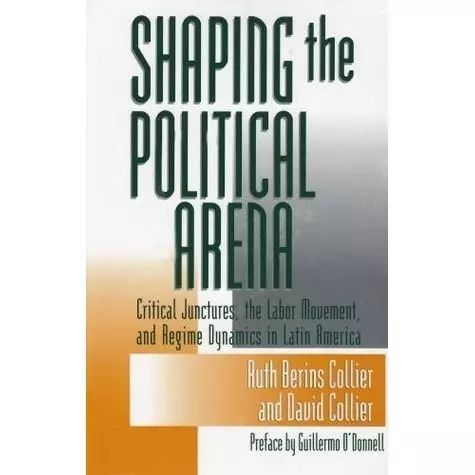 SHAPING the
POLITICAL
ARENA
Critical Junctures, the Labor Movement,
and Regime Dynamics in Latin America
Ruth Berins Collier
and David Collier
Preface by Guillermo O'Donnell